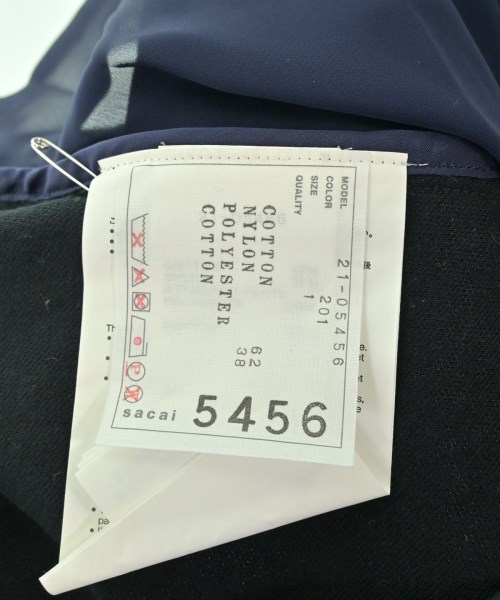 MODEL 21-05456
COLOR 201
SIZE 1
QUALITY
COTTON 62
NYLON 38
POLYESTER
COTTON
sacai 5456